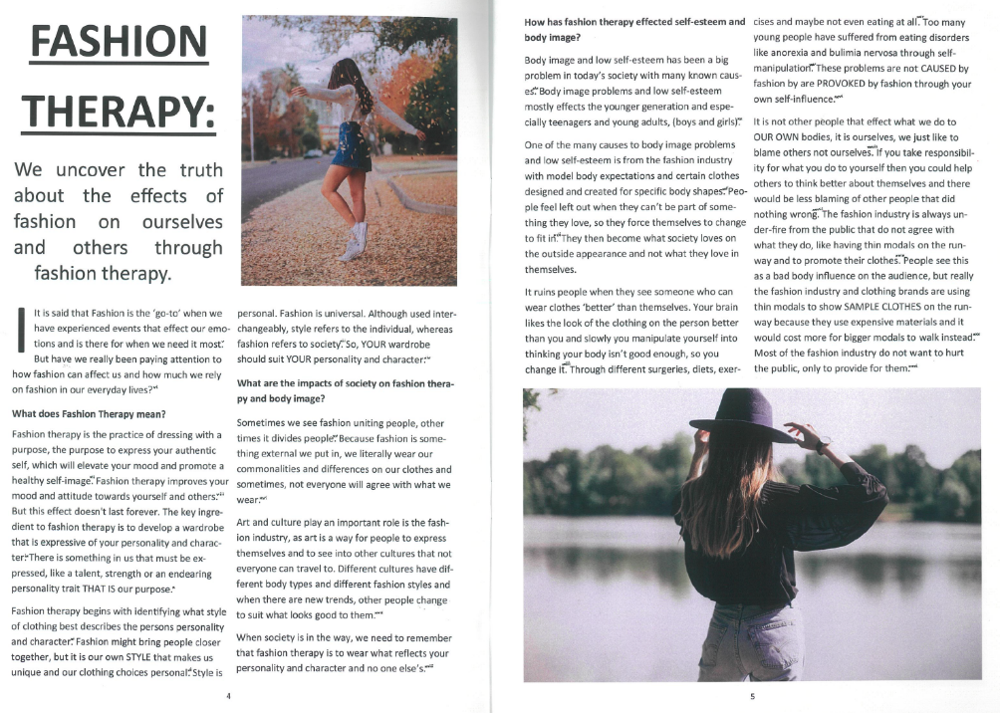 FASHION
THERAPY:
We uncover the truth
about the effects of
fashion on ourselves
and others through
fashion therapy.
It is said that Fashion is the 'go-to' when we
have experienced events that effect our emo-
tions and is there for when we need it most.
But have we really been paying attention to
how fashion can affect us and how much we rely
on fashion in our everyday lives?
What does Fashion Therapy mean?
Fashion therapy is the practice of dressing with a
purpose, the purpose to express your authentic
self, which will elevate your mood and promote a
healthy self-image. Fashion therapy improves your
mood and attitude towards yourself and others.
But this effect doesn't last forever. The key ingre-
dient to fashion therapy is to develop a wardrobe
that is expressive of your personality and charac-
ter. There is something in us that must be ex-
pressed, like a talent, strength or an endearing
personality trait THAT IS our purpose.
Fashion therapy begins with identifying what style
of clothing best describes the persons personality
and character. Fashion might bring people closer
together, but it is our own STYLE that makes us
unique and our clothing choices personal. Style is
personal. Fashion is universal. Although used inter-
changeably, style refers to the individual, whereas
fashion refers to society. So, YOUR wardrobe
should suit YOUR personality and character.
What are the impacts of society on fashion thera-
py and body image?
Sometimes we see fashion uniting people, other
times it divides people. Because fashion is some-
thing external we put in, we literally wear our
commonalities and differences on our clothes and
sometimes, not everyone will agree with what we
wear.
Art and culture play an important role is the fash-
ion industry, as art is a way for people to express
themselves and to see into other cultures that not
everyone can travel to. Different cultures have dif-
ferent body types and different fashion styles and
when there are new trends, other people change
to suit what looks good to them.
When society is in the way, we need to remember
that fashion therapy is to wear what reflects your
personality and character and no one else's.
4
How has fashion therapy effected self-esteem and
body image?
Body image and low self-esteem has been a big
problem in today's society with many known caus-
es. Body image problems and low self-esteem
mostly effects the younger generation and espe-
cially teenagers and young adults, (boys and girls).
One of the many causes to body image problems
and low self-esteem is from the fashion industry
with model body expectations and certain clothes
designed and created for specific body shapes. Peo-
ple feel left out when they can't be part of some-
thing they love, so they force themselves to change
to fit in. They then become what society loves on
the outside appearance and not what they love in
themselves.
It ruins people when they see someone who can
wear clothes 'better' than themselves. Your brain
likes the look of the clothing on the person better
than you and slowly you manipulate yourself into
thinking your body isn't good enough, so you
change it. Through different surgeries, diets, exer-
cises and maybe not even eating at all. Too many
young people have suffered from eating disorders
like anorexia and bulimia nervosa through self-
manipulation. These problems are not CAUSED by
fashion by are PROVOKED by fashion through your
own self-influence.
It is not other people that effect what we do to
OUR OWN bodies, it is ourselves, we just like to
blame others not ourselves. If you take responsibil-
ity for what you do to yourself then you could help
others to think better about themselves and there
would be less blaming of other people that did
nothing wrong. The fashion industry is always un-
der-fire from the public that do not agree with
what they do, like having thin modals on the run-
way and to promote their clothes. People see this
as a bad body influence on the audience, but really
the fashion industry and clothing brands are using
thin modals to show SAMPLE CLOTHES on the run-
way because they use expensive materials and it
would cost more for bigger modals to walk instead.
Most of the fashion industry do not want to hurt
the public, only to provide for them.
5